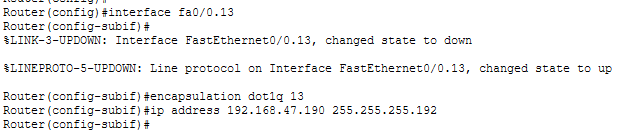 Router(config)#interface fa0/0.13
Router(config-subif)#
%LINK-3-UPDOWN: Interface FastEthernet0/0.13, changed state to down
%LINEPROTO-5-UPDOWN: Line protocol on Interface FastEthernet0/0.13, changed state to up
Router(config-subif)#encapsulation dot1q 13
Router(config-subif)#ip address 192.168.47.190 255.255.255.192
Router(config-subif)#